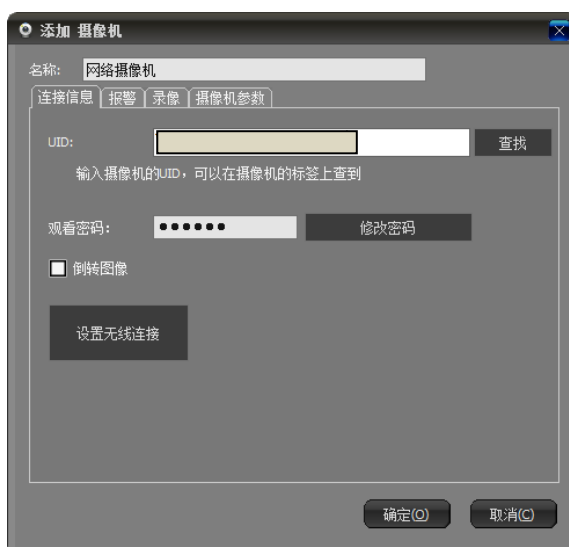 添加 摄像机
名称: 网络摄像机
连接信息 报警 录像 摄像机参数
UID: 查找
输入摄像机的UID，可以在摄像机的标签上查到
观看密码: ●●●●●● 修改密码
倒转图像
设置无线连接
确定(O) 取消(C)